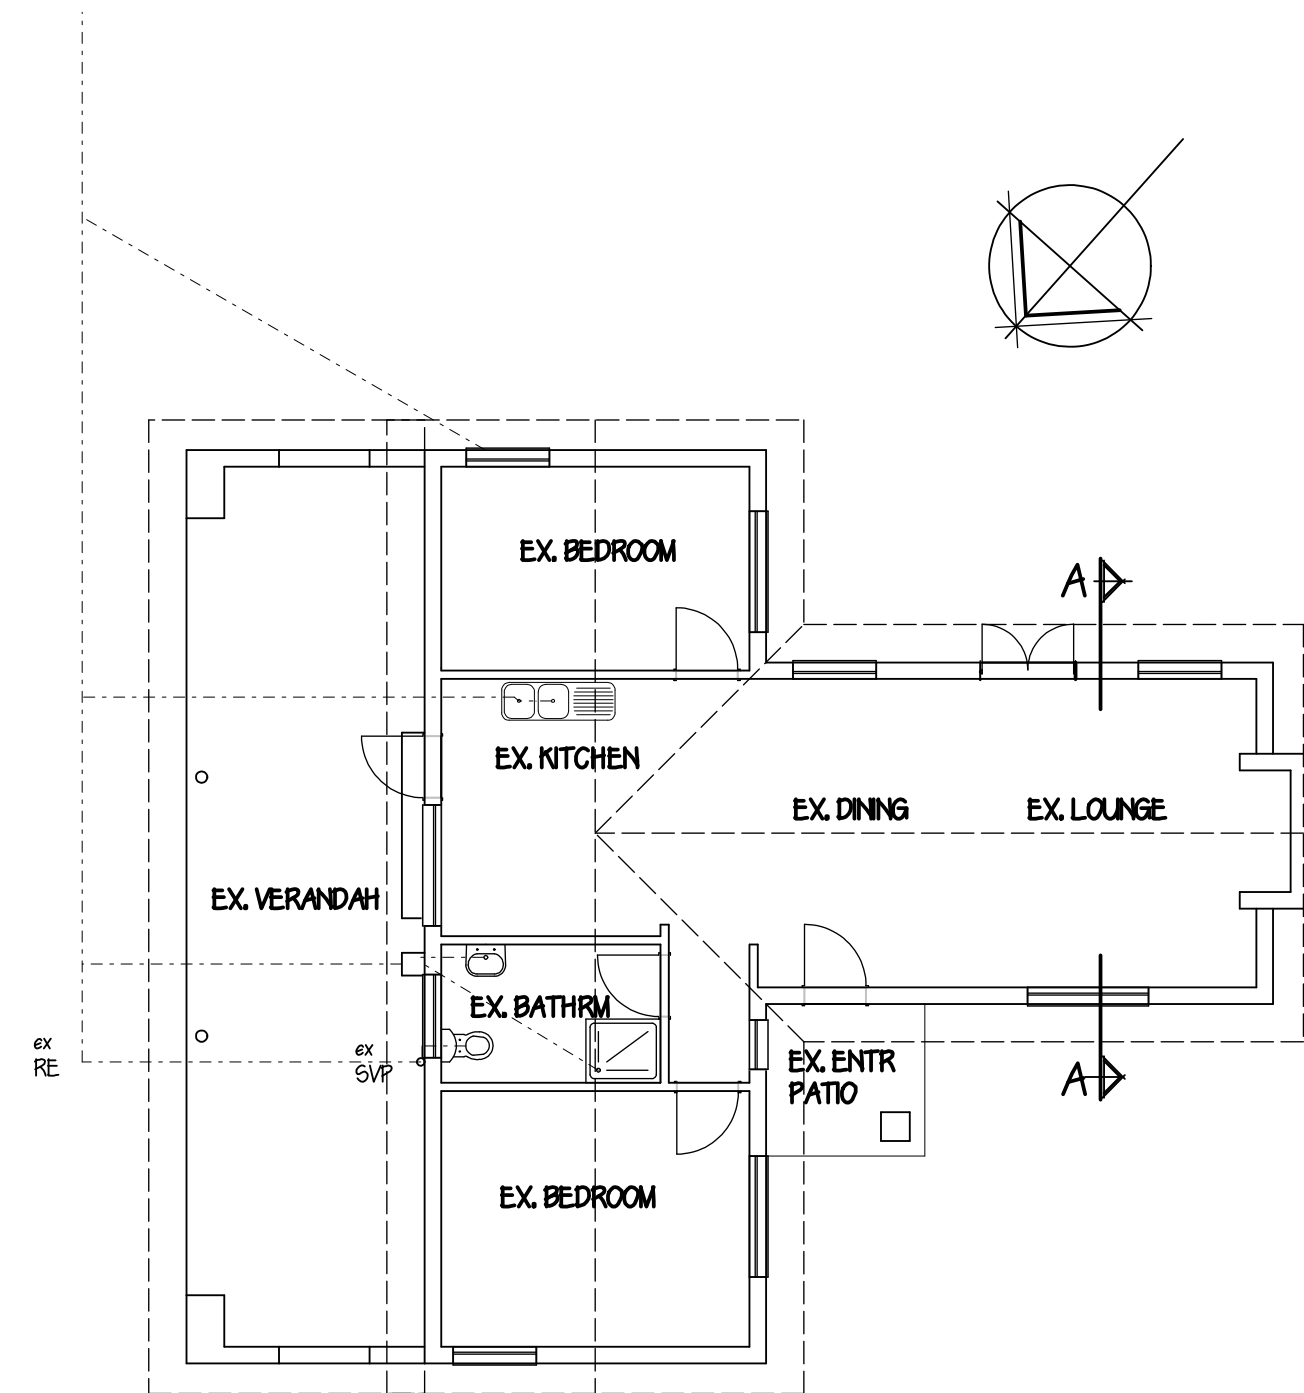 EX. BEDROOM
A
EX. KITCHEN
EX. DINING
EX. LOUNGE
EX. VERANDAH
EX. BATHRM
ex
RE
ex
SVP
EX. ENTR
PATIO
A
EX. BEDROOM